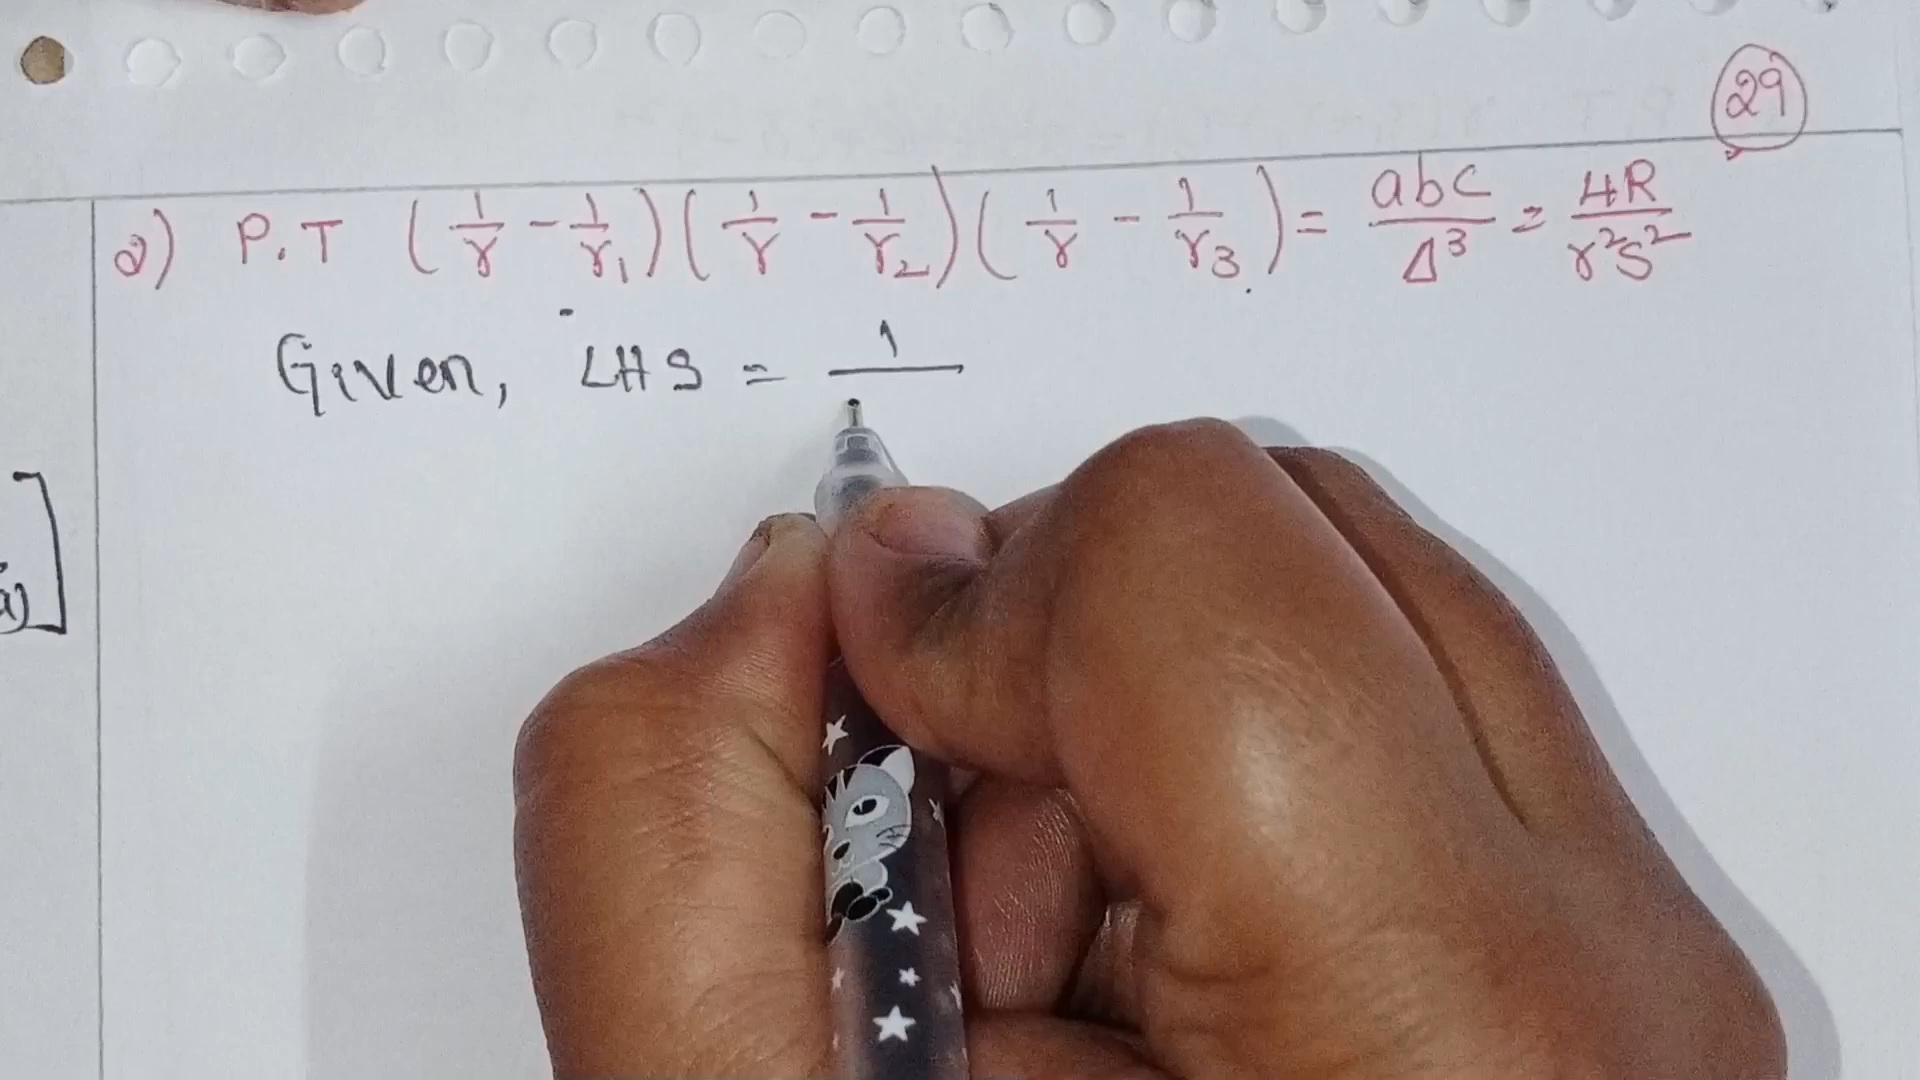 29
2) P.T (1/r - 1/r₁)(1/r - 1/r₂)(1/r - 1/r₃) = abc/Δ³ = 4R/r²S²
Given, LHS = 1/